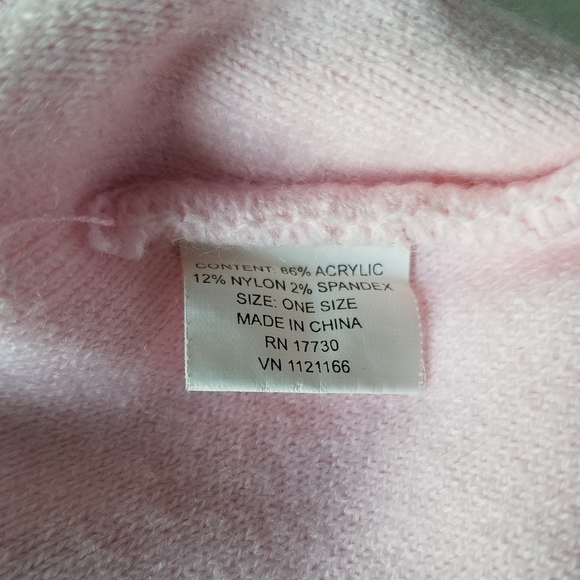 CONTENT: 86% ACRYLIC
12% NYLON 2% SPANDEX
SIZE: ONE SIZE
MADE IN CHINA
RN 17730
VN 1121166